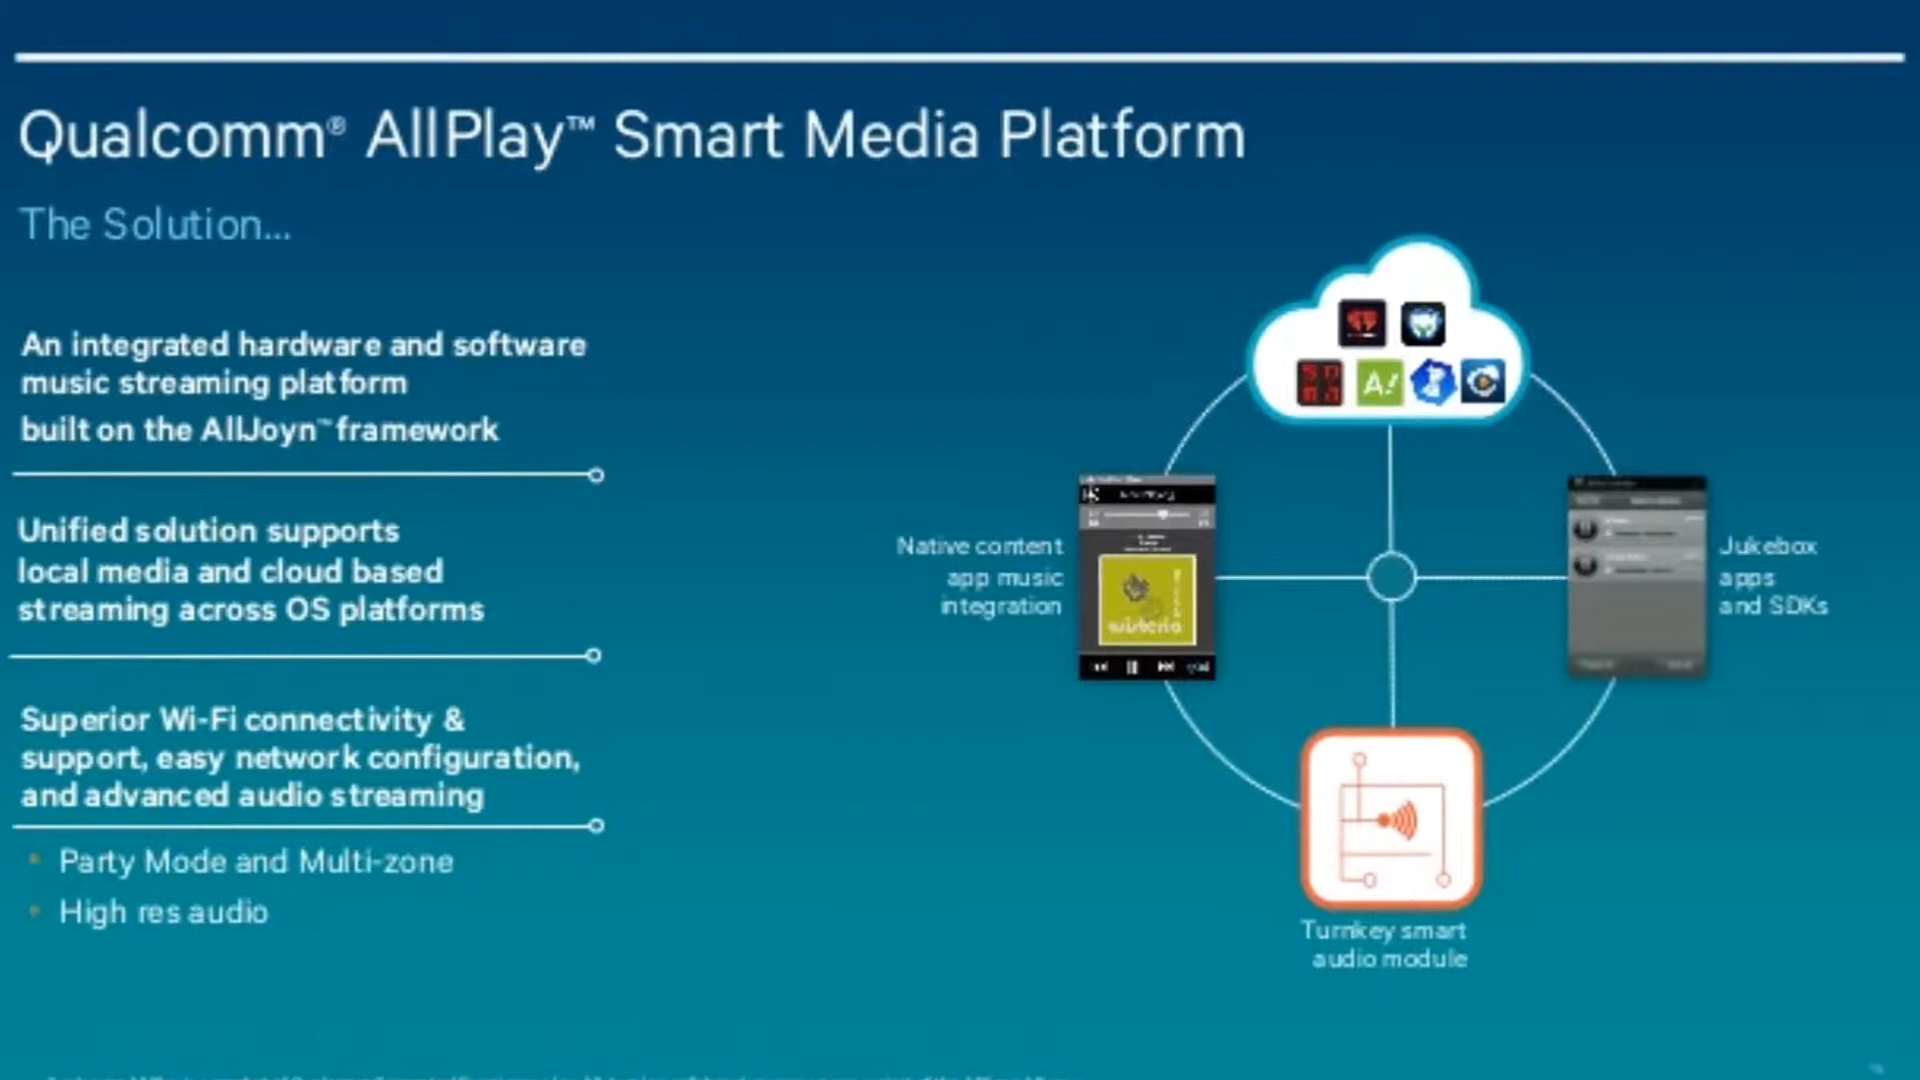 Qualcomm® AllPlay™ Smart Media Platform
The Solution...
An integrated hardware and software
music streaming platform
built on the AllJoyn™ framework
Unified solution supports
local media and cloud based
streaming across OS platforms
Superior Wi-Fi connectivity &
support, easy network configuration,
and advanced audio streaming
• Party Mode and Multi-zone
• High res audio
A!
Native content
app music
integration
wisteria
Jukebox
apps
and SDKs
Turnkey smart
audio module